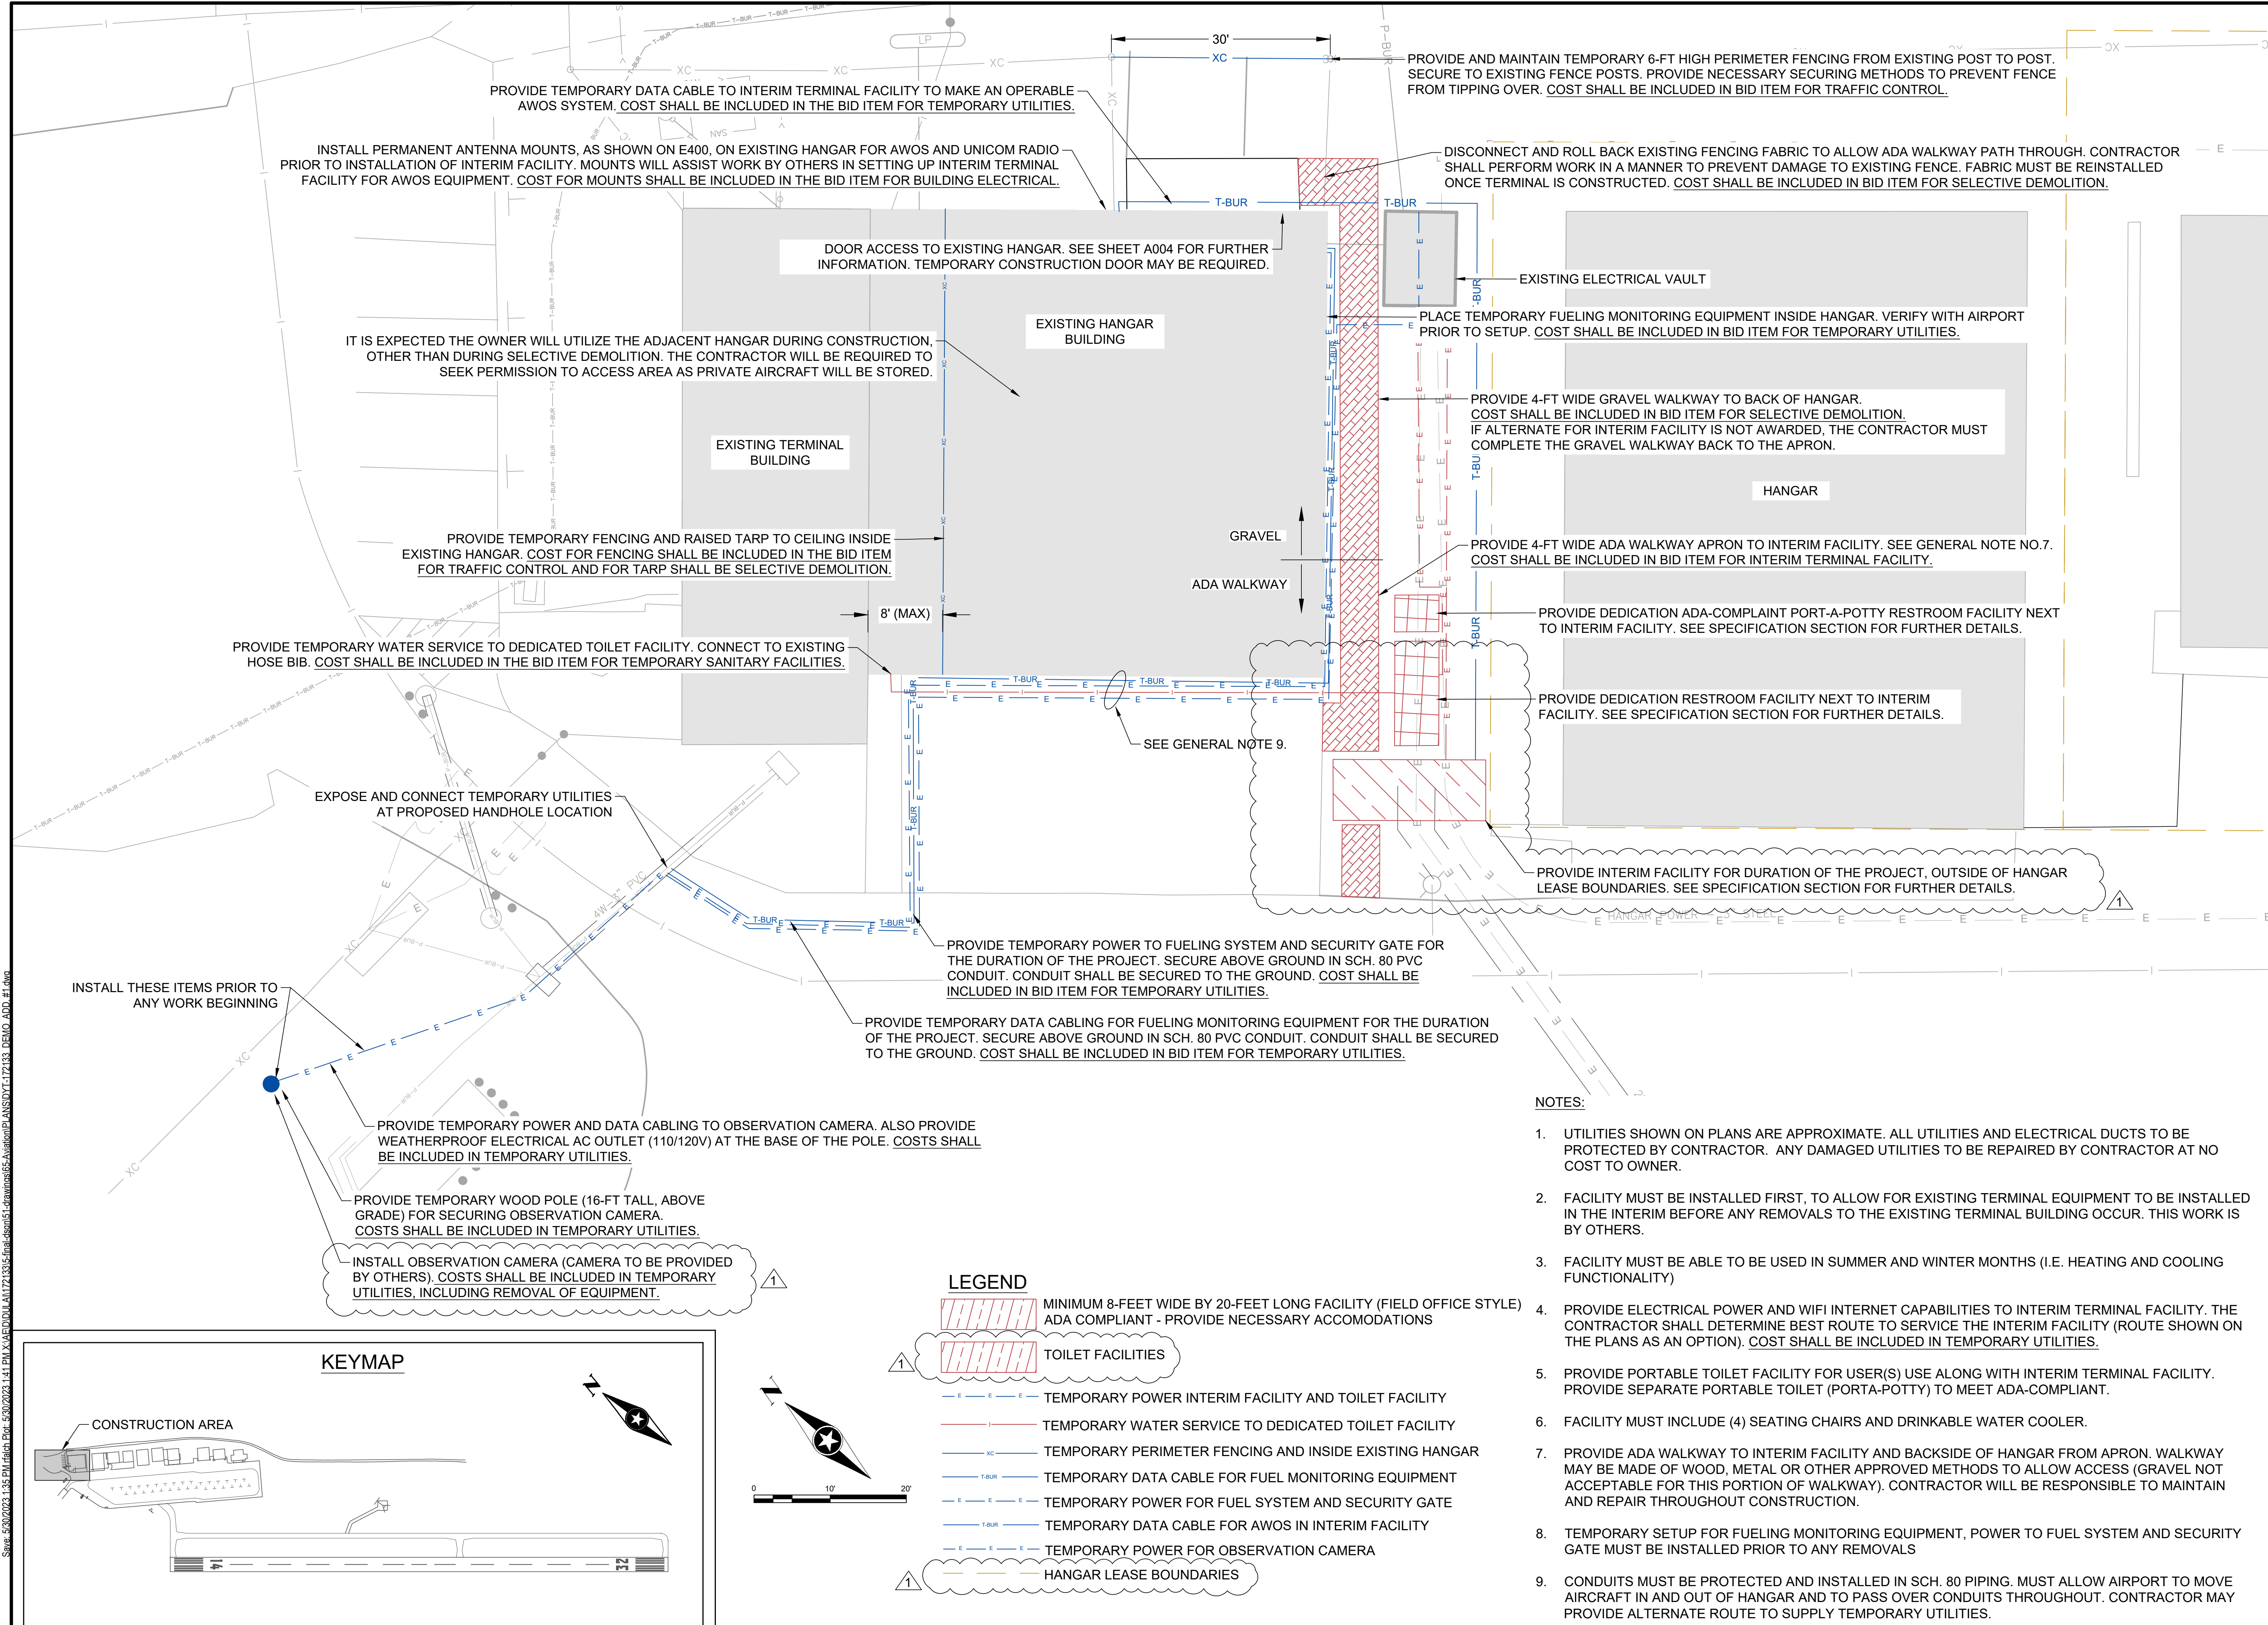 30'
XC
LP
PROVIDE AND MAINTAIN TEMPORARY 6-FT HIGH PERIMETER FENCING FROM EXISTING POST TO POST.
SECURE TO EXISTING FENCE POSTS. PROVIDE NECESSARY SECURING METHODS TO PREVENT FENCE
FROM TIPPING OVER. COST SHALL BE INCLUDED IN BID ITEM FOR TRAFFIC CONTROL.
PROVIDE TEMPORARY DATA CABLE TO INTERIM TERMINAL FACILITY TO MAKE AN OPERABLE
AWOS SYSTEM. COST SHALL BE INCLUDED IN THE BID ITEM FOR TEMPORARY UTILITIES.
INSTALL PERMANENT ANTENNA MOUNTS, AS SHOWN ON E400, ON EXISTING HANGAR FOR AWOS AND UNICOM RADIO
PRIOR TO INSTALLATION OF INTERIM FACILITY. MOUNTS WILL ASSIST WORK BY OTHERS IN SETTING UP INTERIM TERMINAL
FACILITY FOR AWOS EQUIPMENT. COST FOR MOUNTS SHALL BE INCLUDED IN THE BID ITEM FOR BUILDING ELECTRICAL.
DISCONNECT AND ROLL BACK EXISTING FENCING FABRIC TO ALLOW ADA WALKWAY PATH THROUGH. CONTRACTOR
SHALL PERFORM WORK IN A MANNER TO PREVENT DAMAGE TO EXISTING FENCE. FABRIC MUST BE REINSTALLED
ONCE TERMINAL IS CONSTRUCTED. COST SHALL BE INCLUDED IN BID ITEM FOR SELECTIVE DEMOLITION.
T-BUR
T-BUR
DOOR ACCESS TO EXISTING HANGAR. SEE SHEET A004 FOR FURTHER
INFORMATION. TEMPORARY CONSTRUCTION DOOR MAY BE REQUIRED.
EXISTING ELECTRICAL VAULT
PLACE TEMPORARY FUELING MONITORING EQUIPMENT INSIDE HANGAR. VERIFY WITH AIRPORT
PRIOR TO SETUP. COST SHALL BE INCLUDED IN BID ITEM FOR TEMPORARY UTILITIES.
EXISTING HANGAR
BUILDING
IT IS EXPECTED THE OWNER WILL UTILIZE THE ADJACENT HANGAR DURING CONSTRUCTION,
OTHER THAN DURING SELECTIVE DEMOLITION. THE CONTRACTOR WILL BE REQUIRED TO
SEEK PERMISSION TO ACCESS AREA AS PRIVATE AIRCRAFT WILL BE STORED.
PROVIDE 4-FT WIDE GRAVEL WALKWAY TO BACK OF HANGAR.
COST SHALL BE INCLUDED IN BID ITEM FOR SELECTIVE DEMOLITION.
IF ALTERNATE FOR INTERIM FACILITY IS NOT AWARDED, THE CONTRACTOR MUST
COMPLETE THE GRAVEL WALKWAY BACK TO THE APRON.
EXISTING TERMINAL
BUILDING
HANGAR
PROVIDE TEMPORARY FENCING AND RAISED TARP TO CEILING INSIDE
EXISTING HANGAR. COST FOR FENCING SHALL BE INCLUDED IN THE BID ITEM
FOR TRAFFIC CONTROL AND FOR TARP SHALL BE SELECTIVE DEMOLITION.
GRAVEL
ADA WALKWAY
PROVIDE 4-FT WIDE ADA WALKWAY APRON TO INTERIM FACILITY. SEE GENERAL NOTE NO.7.
COST SHALL BE INCLUDED IN BID ITEM FOR INTERIM TERMINAL FACILITY.
8' (MAX)
PROVIDE DEDICATION ADA-COMPLAINT PORT-A-POTTY RESTROOM FACILITY NEXT
TO INTERIM FACILITY. SEE SPECIFICATION SECTION FOR FURTHER DETAILS.
PROVIDE TEMPORARY WATER SERVICE TO DEDICATED TOILET FACILITY. CONNECT TO EXISTING
HOSE BIB. COST SHALL BE INCLUDED IN THE BID ITEM FOR TEMPORARY SANITARY FACILITIES.
PROVIDE DEDICATION RESTROOM FACILITY NEXT TO INTERIM
FACILITY. SEE SPECIFICATION SECTION FOR FURTHER DETAILS.
SEE GENERAL NOTE 9.
EXPOSE AND CONNECT TEMPORARY UTILITIES
AT PROPOSED HANDHOLE LOCATION
PROVIDE INTERIM FACILITY FOR DURATION OF THE PROJECT, OUTSIDE OF HANGAR
LEASE BOUNDARIES. SEE SPECIFICATION SECTION FOR FURTHER DETAILS.
1
PROVIDE TEMPORARY POWER TO FUELING SYSTEM AND SECURITY GATE FOR
THE DURATION OF THE PROJECT. SECURE ABOVE GROUND IN SCH. 80 PVC
CONDUIT. CONDUIT SHALL BE SECURED TO THE GROUND. COST SHALL BE
INCLUDED IN BID ITEM FOR TEMPORARY UTILITIES.
INSTALL THESE ITEMS PRIOR TO
ANY WORK BEGINNING
PROVIDE TEMPORARY DATA CABLING FOR FUELING MONITORING EQUIPMENT FOR THE DURATION
OF THE PROJECT. SECURE ABOVE GROUND IN SCH. 80 PVC CONDUIT. CONDUIT SHALL BE SECURED
TO THE GROUND. COST SHALL BE INCLUDED IN BID ITEM FOR TEMPORARY UTILITIES.
PROVIDE TEMPORARY POWER AND DATA CABLING TO OBSERVATION CAMERA. ALSO PROVIDE
WEATHERPROOF ELECTRICAL AC OUTLET (110/120V) AT THE BASE OF THE POLE. COSTS SHALL
BE INCLUDED IN TEMPORARY UTILITIES.
PROVIDE TEMPORARY WOOD POLE (16-FT TALL, ABOVE
GRADE) FOR SECURING OBSERVATION CAMERA.
COSTS SHALL BE INCLUDED IN TEMPORARY UTILITIES.
INSTALL OBSERVATION CAMERA (CAMERA TO BE PROVIDED
BY OTHERS). COSTS SHALL BE INCLUDED IN TEMPORARY
UTILITIES, INCLUDING REMOVAL OF EQUIPMENT.
1
KEYMAP
CONSTRUCTION AREA
N
14
32
N
0 10' 20'
LEGEND
MINIMUM 8-FEET WIDE BY 20-FEET LONG FACILITY (FIELD OFFICE STYLE)
ADA COMPLIANT - PROVIDE NECESSARY ACCOMODATIONS
1
TOILET FACILITIES
E E E TEMPORARY POWER INTERIM FACILITY AND TOILET FACILITY
I TEMPORARY WATER SERVICE TO DEDICATED TOILET FACILITY
XC TEMPORARY PERIMETER FENCING AND INSIDE EXISTING HANGAR
T-BUR TEMPORARY DATA CABLE FOR FUEL MONITORING EQUIPMENT
E E E TEMPORARY POWER FOR FUEL SYSTEM AND SECURITY GATE
T-BUR TEMPORARY DATA CABLE FOR AWOS IN INTERIM FACILITY
E E E TEMPORARY POWER FOR OBSERVATION CAMERA
1 HANGAR LEASE BOUNDARIES
NOTES:
1. UTILITIES SHOWN ON PLANS ARE APPROXIMATE. ALL UTILITIES AND ELECTRICAL DUCTS TO BE
PROTECTED BY CONTRACTOR. ANY DAMAGED UTILITIES TO BE REPAIRED BY CONTRACTOR AT NO
COST TO OWNER.
2. FACILITY MUST BE INSTALLED FIRST, TO ALLOW FOR EXISTING TERMINAL EQUIPMENT TO BE INSTALLED
IN THE INTERIM BEFORE ANY REMOVALS TO THE EXISTING TERMINAL BUILDING OCCUR. THIS WORK IS
BY OTHERS.
3. FACILITY MUST BE ABLE TO BE USED IN SUMMER AND WINTER MONTHS (I.E. HEATING AND COOLING
FUNCTIONALITY)
4. PROVIDE ELECTRICAL POWER AND WIFI INTERNET CAPABILITIES TO INTERIM TERMINAL FACILITY. THE
CONTRACTOR SHALL DETERMINE BEST ROUTE TO SERVICE THE INTERIM FACILITY (ROUTE SHOWN ON
THE PLANS AS AN OPTION). COST SHALL BE INCLUDED IN TEMPORARY UTILITIES.
5. PROVIDE PORTABLE TOILET FACILITY FOR USER(S) USE ALONG WITH INTERIM TERMINAL FACILITY.
PROVIDE SEPARATE PORTABLE TOILET (PORTA-POTTY) TO MEET ADA-COMPLIANT.
6. FACILITY MUST INCLUDE (4) SEATING CHAIRS AND DRINKABLE WATER COOLER.
7. PROVIDE ADA WALKWAY TO INTERIM FACILITY AND BACKSIDE OF HANGAR FROM APRON. WALKWAY
MAY BE MADE OF WOOD, METAL OR OTHER APPROVED METHODS TO ALLOW ACCESS (GRAVEL NOT
ACCEPTABLE FOR THIS PORTION OF WALKWAY). CONTRACTOR WILL BE RESPONSIBLE TO MAINTAIN
AND REPAIR THROUGHOUT CONSTRUCTION.
8. TEMPORARY SETUP FOR FUELING MONITORING EQUIPMENT, POWER TO FUEL SYSTEM AND SECURITY
GATE MUST BE INSTALLED PRIOR TO ANY REMOVALS
9. CONDUITS MUST BE PROTECTED AND INSTALLED IN SCH. 80 PIPING. MUST ALLOW AIRPORT TO MOVE
AIRCRAFT IN AND OUT OF HANGAR AND TO PASS OVER CONDUITS THROUGHOUT. CONTRACTOR MAY
PROVIDE ALTERNATE ROUTE TO SUPPLY TEMPORARY UTILITIES.